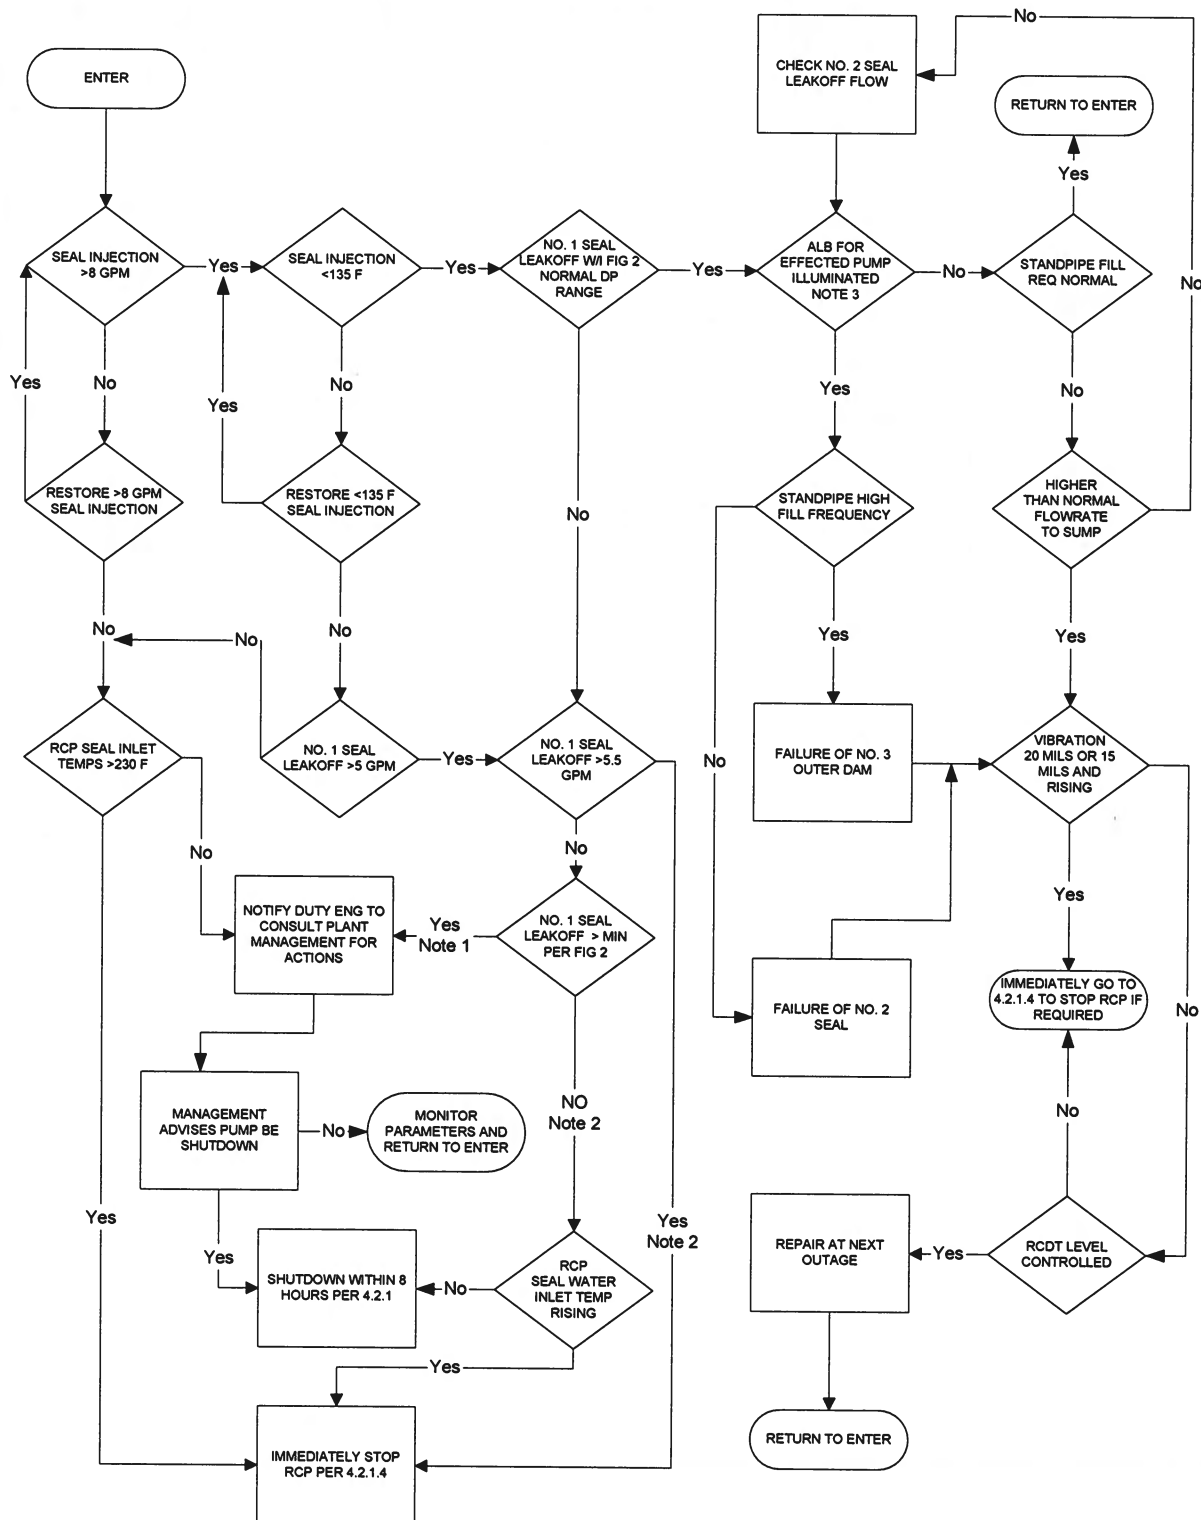 ENTER
SEAL INJECTION
>8 GPM
Yes
No
RESTORE >8 GPM
SEAL INJECTION
Yes
No
SEAL INJECTION
<135 F
Yes
No
RESTORE <135 F
SEAL INJECTION
Yes
No
NO. 1 SEAL
LEAKOFF W/I FIG 2
NORMAL DP
RANGE
Yes
No
RCP SEAL INLET
TEMPS >230 F
No
Yes
NO. 1 SEAL
LEAKOFF >5 GPM
No
Yes
NO. 1 SEAL
LEAKOFF >5.5
GPM
No
Yes
Note 2
NO. 1 SEAL
LEAKOFF > MIN
PER FIG 2
Yes
Note 1
NO
Note 2
NOTIFY DUTY ENG TO
CONSULT PLANT
MANAGEMENT FOR
ACTIONS
MANAGEMENT
ADVISES PUMP BE
SHUTDOWN
No
Yes
MONITOR
PARAMETERS AND
RETURN TO ENTER
RCP
SEAL WATER
INLET TEMP
RISING
No
Yes
SHUTDOWN WITHIN 8
HOURS PER 4.2.1
IMMEDIATELY STOP
RCP PER 4.2.1.4
CHECK NO. 2 SEAL
LEAKOFF FLOW
ALB FOR
EFFECTED PUMP
ILLUMINATED
NOTE 3
No
Yes
STANDPIPE FILL
REQ NORMAL
Yes
RETURN TO ENTER
No
HIGHER
THAN NORMAL
FLOWRATE
TO SUMP
No
No
Yes
STANDPIPE HIGH
FILL FREQUENCY
Yes
No
FAILURE OF NO. 3
OUTER DAM
FAILURE OF NO. 2
SEAL
VIBRATION
20 MILS OR 15
MILS AND
RISING
Yes
No
IMMEDIATELY GO TO
4.2.1.4 TO STOP RCP IF
REQUIRED
No
RCDT LEVEL
CONTROLLED
Yes
REPAIR AT NEXT
OUTAGE
RETURN TO ENTER